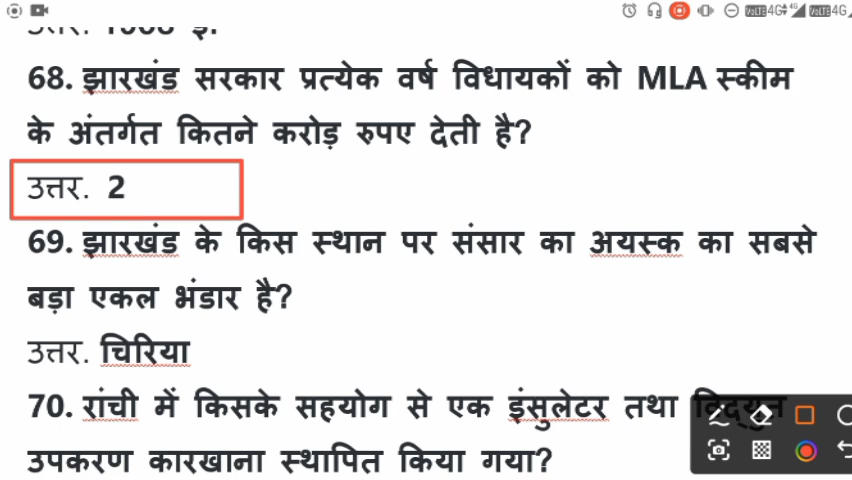 68. झारखंड सरकार प्रत्येक वर्ष विधायकों को MLA स्कीम
के अंतर्गत कितने करोड़ रुपए देती है?
उत्तर. 2
69. झारखंड के किस स्थान पर संसार का अयस्क का सबसे
बड़ा एकल भंडार है?
उत्तर. चिरिया
70. रांची में किसके सहयोग से एक इंसुलेटर तथा विद्युत
उपकरण कारखाना स्थापित किया गया?